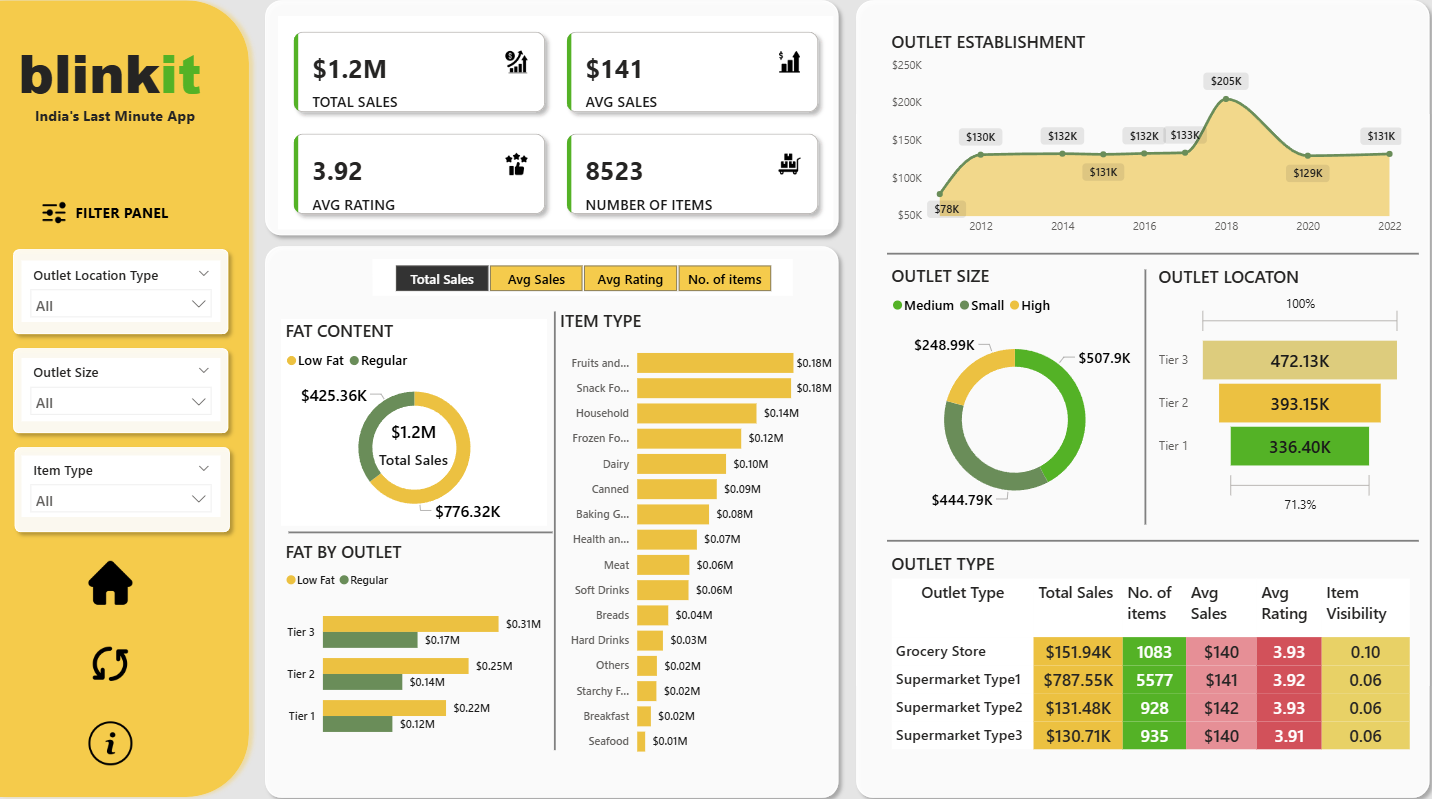 blinkit
India's Last Minute App
FILTER PANEL
Outlet Location Type
All
Outlet Size
All
Item Type
All
i
$1.2M
TOTAL SALES
$
$141
AVG SALES
$
3.92
AVG RATING
8523
NUMBER OF ITEMS
Total Sales Avg Sales Avg Rating No. of items
FAT CONTENT
Low Fat Regular
$425.36K
$1.2M
Total Sales
$776.32K
FAT BY OUTLET
Low Fat Regular
Tier 3 $0.31M
$0.17M
Tier 2 $0.25M
$0.14M
Tier 1 $0.22M
$0.12M
ITEM TYPE
Fruits and... $0.18M
Snack Fo... $0.18M
Household $0.14M
Frozen Fo... $0.12M
Dairy $0.10M
Canned $0.09M
Baking G... $0.08M
Health an... $0.07M
Meat $0.06M
Soft Drinks $0.06M
Breads $0.04M
Hard Drinks $0.03M
Others $0.02M
Starchy F... $0.02M
Breakfast $0.02M
Seafood $0.01M
OUTLET ESTABLISHMENT
$250K
$200K
$150K
$100K
$50K
$78K
$130K
$132K
$131K
$132K
$133K
$205K
$129K
$131K
2012 2014 2016 2018 2020 2022
OUTLET SIZE
Medium Small High
$248.99K
$507.9K
$444.79K
OUTLET LOCATON
100%
Tier 3 472.13K
Tier 2 393.15K
Tier 1 336.40K
71.3%
OUTLET TYPE
Outlet Type Total Sales No. of items Avg Sales Avg Rating Item Visibility
Grocery Store $151.94K 1083 $140 3.93 0.10
Supermarket Type1 $787.55K 5577 $141 3.92 0.06
Supermarket Type2 $131.48K 928 $142 3.93 0.06
Supermarket Type3 $130.71K 935 $140 3.91 0.06